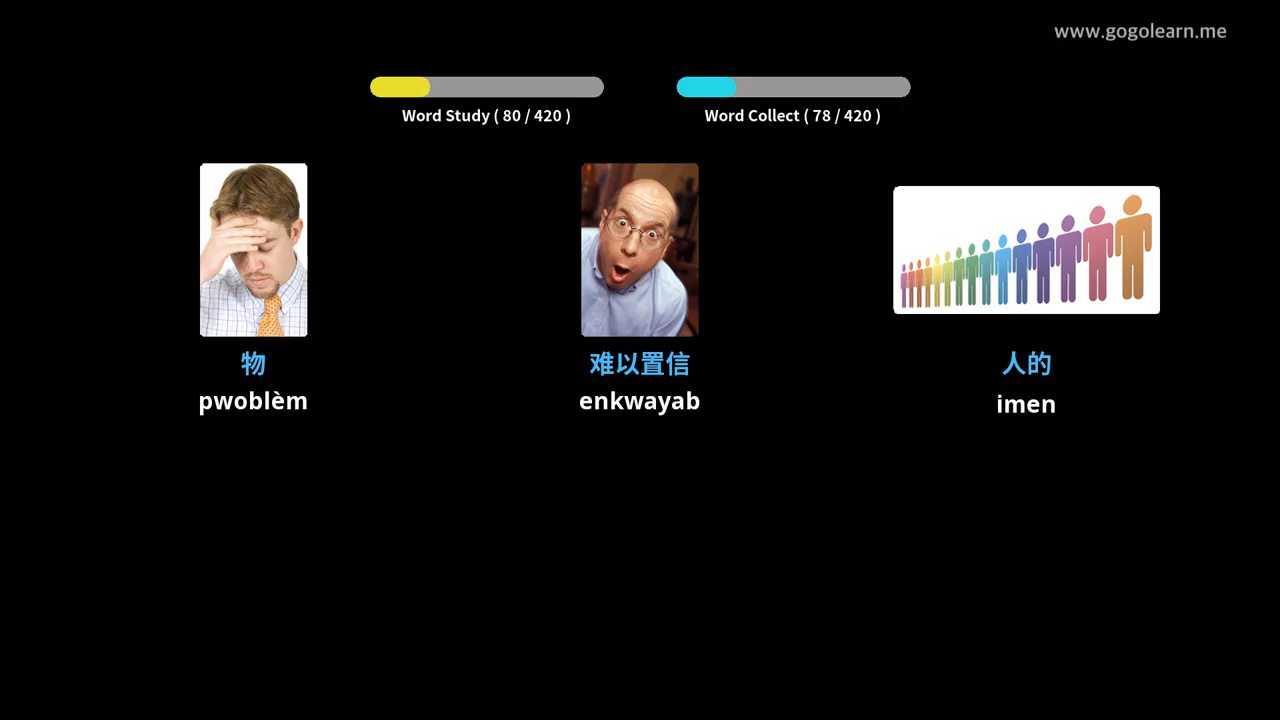 www.gogolearn.me
Word Study ( 80 / 420 )
Word Collect ( 78 / 420 )
物
pwoblèm
难以置信
enkwayab
人的
imen